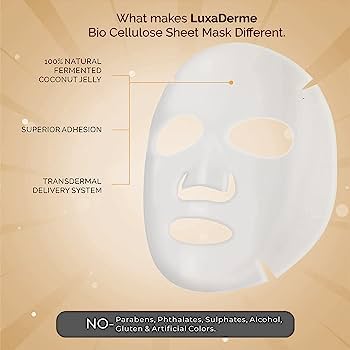 What makes LuxaDerme
Bio Cellulose Sheet Mask Different.
100% NATURAL
FERMENTED
COCONUT JELLY
SUPERIOR ADHESION
TRANSDERMAL
DELIVERY SYSTEM
NO- Parabens, Phthalates, Sulphates, Alcohol,
Gluten & Artificial Colors.